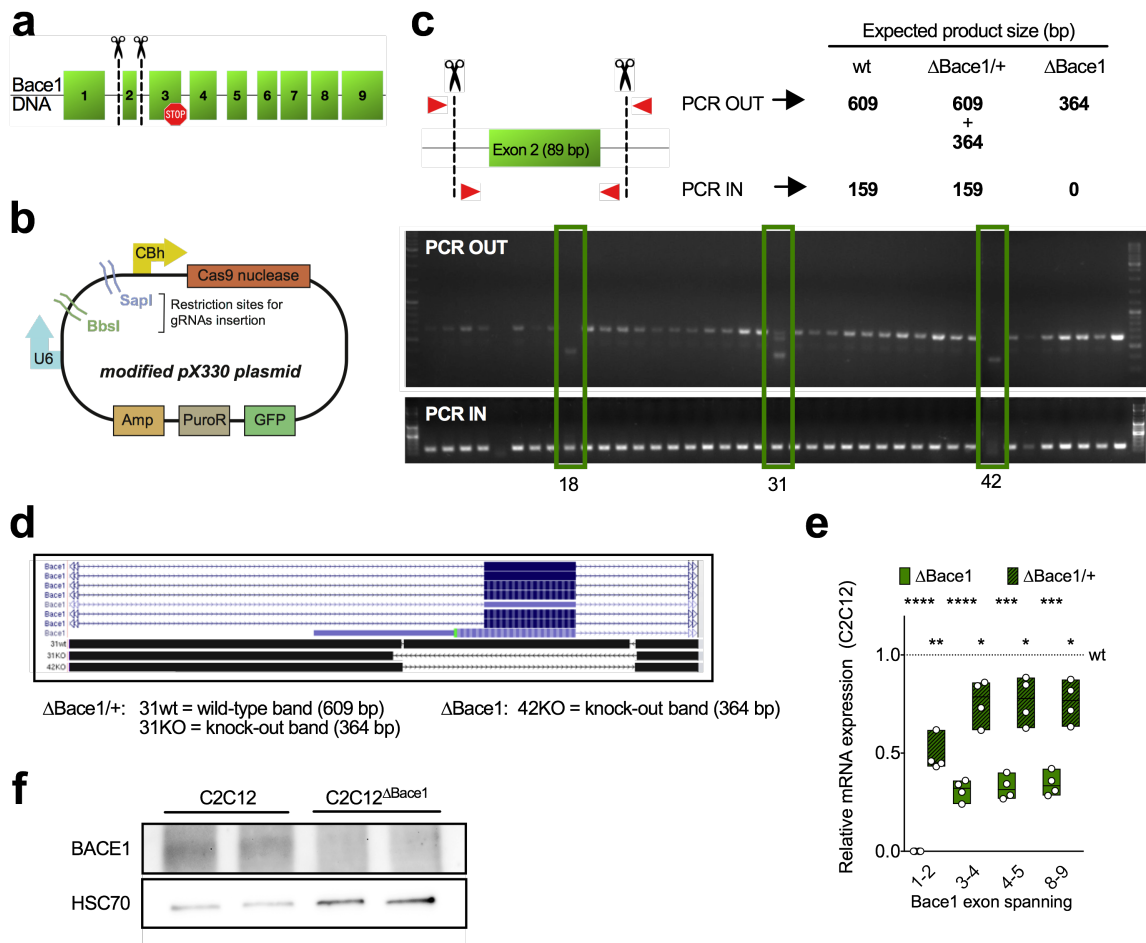 a
Bace1
DNA
1 2 3 4 5 6 7 8 9
STOP
b
CBh
Cas9 nuclease
SapI
BbsI
Restriction sites for
gRNAs insertion
U6
modified pX330 plasmid
Amp PuroR GFP
c
Expected product size (bp)
wt ΔBace1/+ ΔBace1
PCR OUT 609 609 364
+
364
Exon 2 (89 bp)
PCR IN 159 159 0
PCR OUT
PCR IN
18 31 42
d
Bace1
Bace1
Bace1
Bace1
Bace1
Bace1
Bace1
Bace1
31wt
31KO
42KO
ΔBace1/+: 31wt = wild-type band (609 bp) ΔBace1: 42KO = knock-out band (364 bp)
31KO = knock-out band (364 bp)
e
ΔBace1 ΔBace1/+
**** **** *** ***
** * * *
1.0 wt
0.5
0.0
Relative mRNA expression (C2C12)
1-2 3-4 4-5 8-9
Bace1 exon spanning
f
C2C12 C2C12ΔBace1
BACE1
HSC70